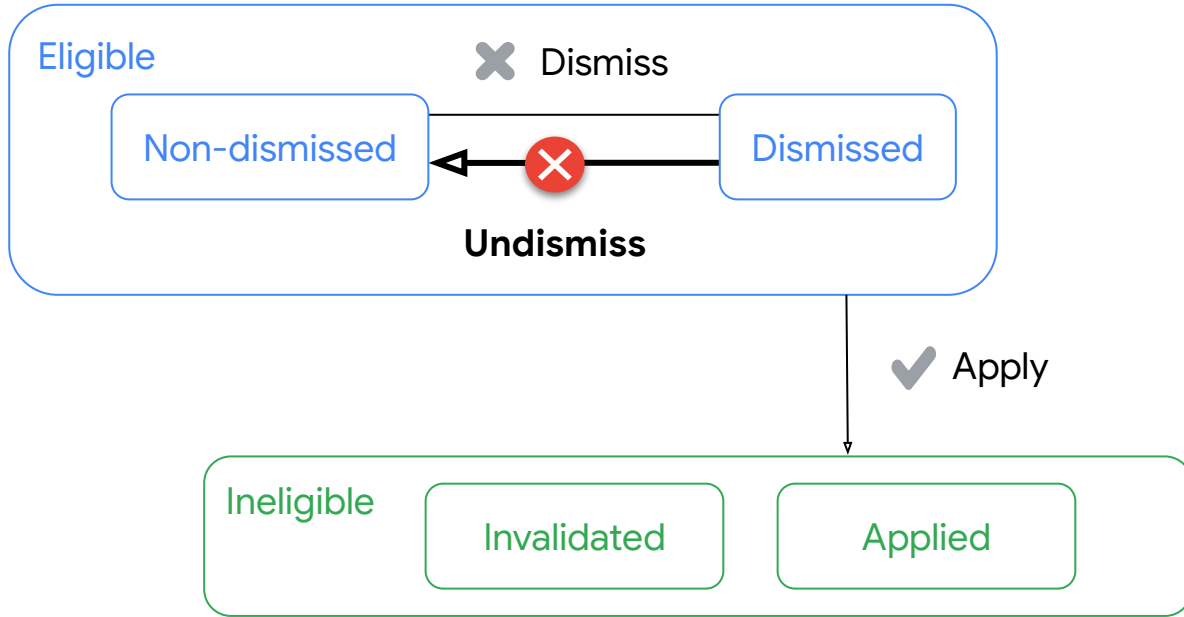 Eligible
Dismiss
Non-dismissed
Dismissed
Undismiss
Apply
Ineligible
Invalidated
Applied